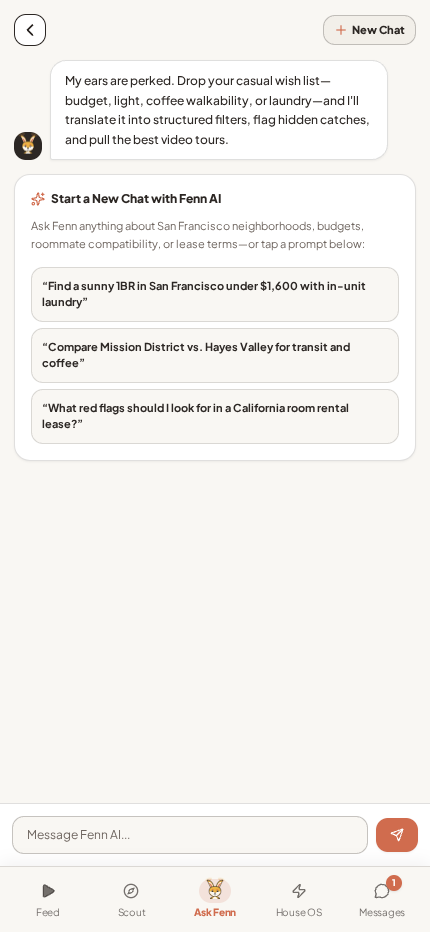 New Chat
My ears are perked. Drop your casual wish list—
budget, light, coffee walkability, or laundry—and I'll
translate it into structured filters, flag hidden catches,
and pull the best video tours.
Start a New Chat with Fenn AI
Ask Fenn anything about San Francisco neighborhoods, budgets,
roommate compatibility, or lease terms—or tap a prompt below:
“Find a sunny 1BR in San Francisco under $1,600 with in-unit
laundry”
“Compare Mission District vs. Hayes Valley for transit and
coffee”
“What red flags should I look for in a California room rental
lease?”
Message Fenn AI...
1
Feed
Scout
Ask Fenn
House OS
Messages